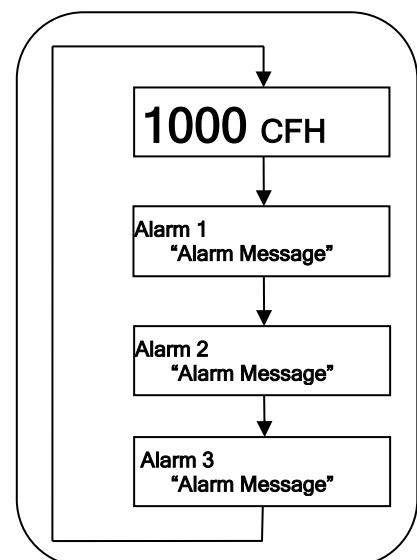 1000 CFH
Alarm 1
“Alarm Message”
Alarm 2
“Alarm Message”
Alarm 3
“Alarm Message”